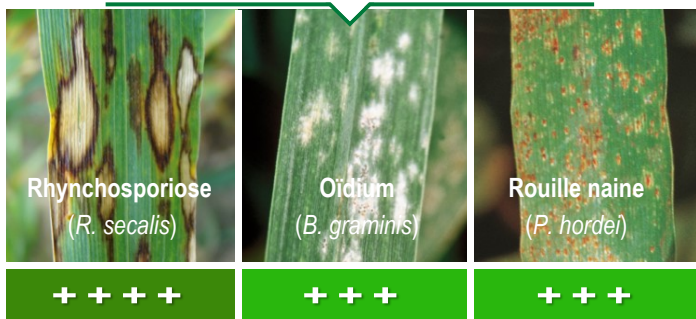 Rhynchosporiose
(R. secalis)
+ + + +
Oïdium
(B. graminis)
+ + +
Rouille naine
(P. hordei)
+ + +